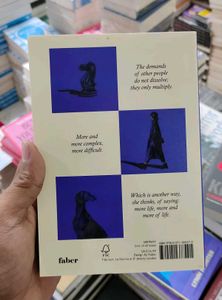 The demands
of other people
do not dissolve;
they only multiply.
More and
more complex,
more difficult.
Which is another way,
she thinks, of saying
more life, more and
more of life.
faber
FSC